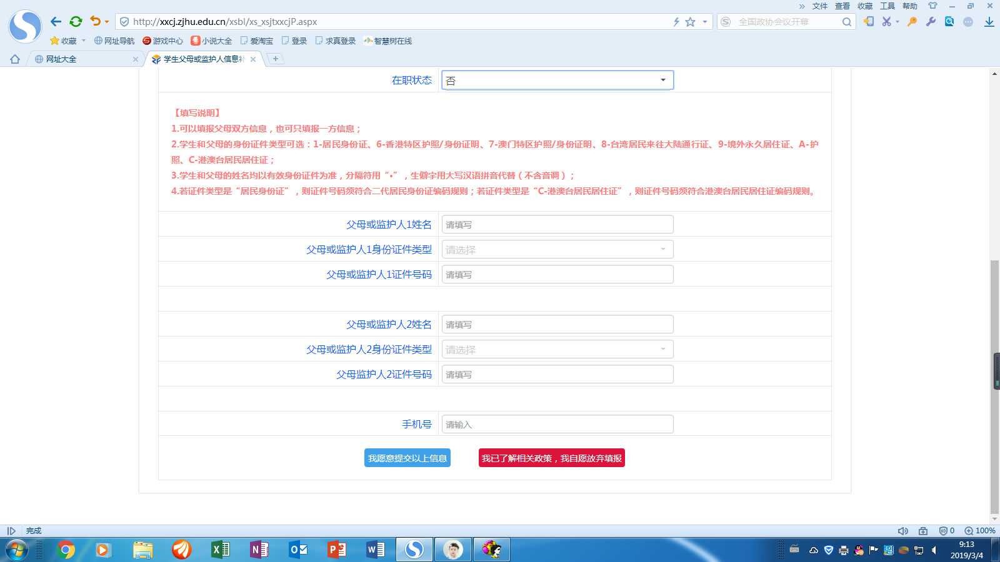 » 文件 查看 收藏 工具 帮助
http://xxcj.zjhu.edu.cn/xsbl/xs_xsjtxxcjP.aspx
全国政协会议开幕
收藏 网址导航 游戏中心 小说大全 爱淘宝 登录 求真登录 智慧树在线
网址大全 学生父母或监护人信息补
在职状态 否
【填写说明】
1.可以填报父母双方信息，也可只填报一方信息；
2.学生和父母的身份证件类型可选：1-居民身份证、6-香港特区护照/身份证明、7-澳门特区护照/身份证明、8-台湾居民来往大陆通行证、9-境外永久居住证、A-护
照、C-港澳台居民居住证；
3.学生和父母的姓名均以有效身份证件为准，分隔符用“•”，生僻字用大写汉语拼音代替（不含音调）；
4.若证件类型是“居民身份证”，则证件号码须符合二代居民身份证编码规则；若证件类型是“C-港澳台居民居住证”，则证件号码须符合港澳台居民居住证编码规则。
父母或监护人1姓名 请填写
父母或监护人1身份证件类型 请选择
父母或监护人1证件号码 请填写
父母或监护人2姓名 请填写
父母或监护人2身份证件类型 请选择
父母监护人2证件号码 请填写
手机号 请输入
我愿意提交以上信息 我已了解相关政策，我自愿放弃填报
完成 0 100%
9:13
2019/3/4